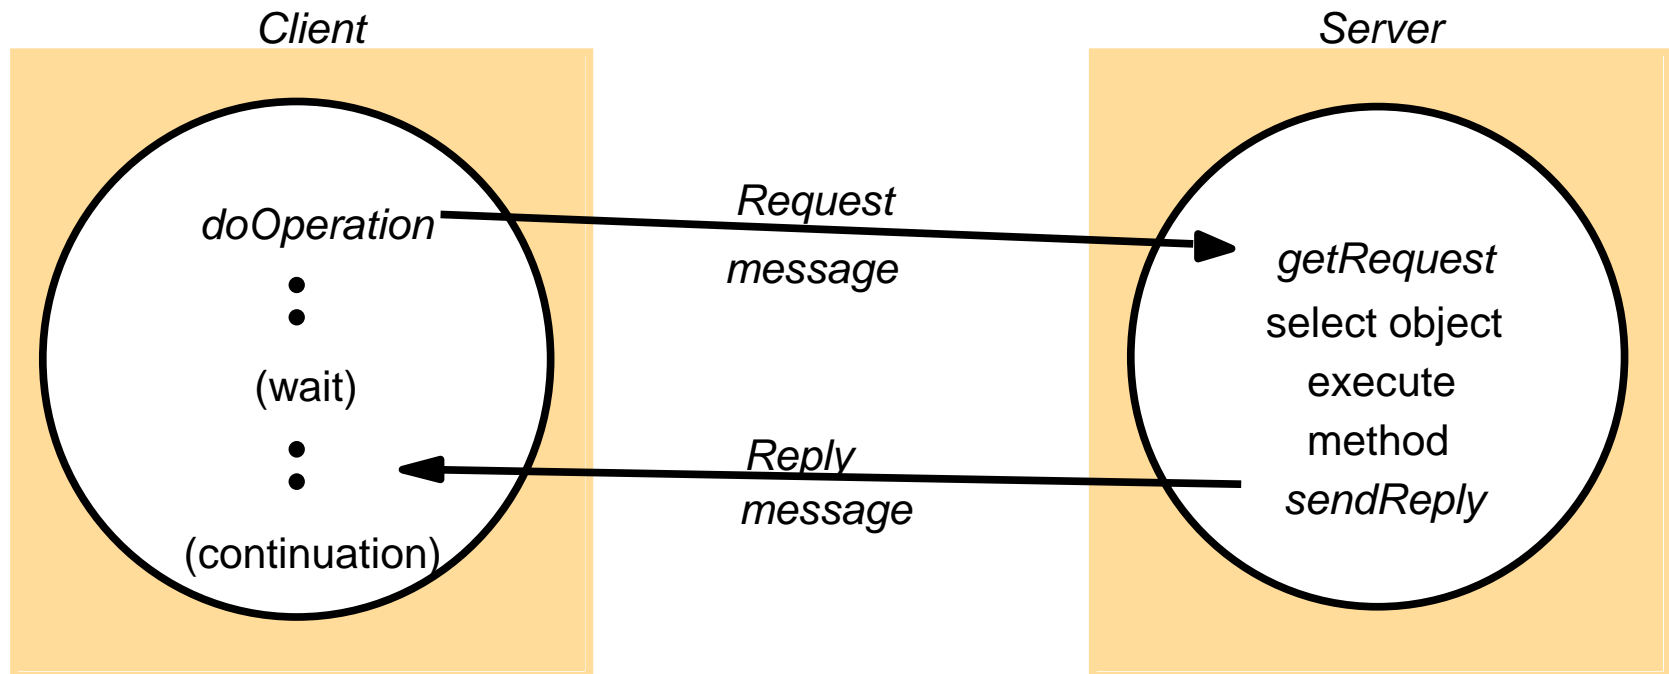 Client
Server
doOperation
(wait)
(continuation)
Request
message
Reply
message
getRequest
select object
execute
method
sendReply